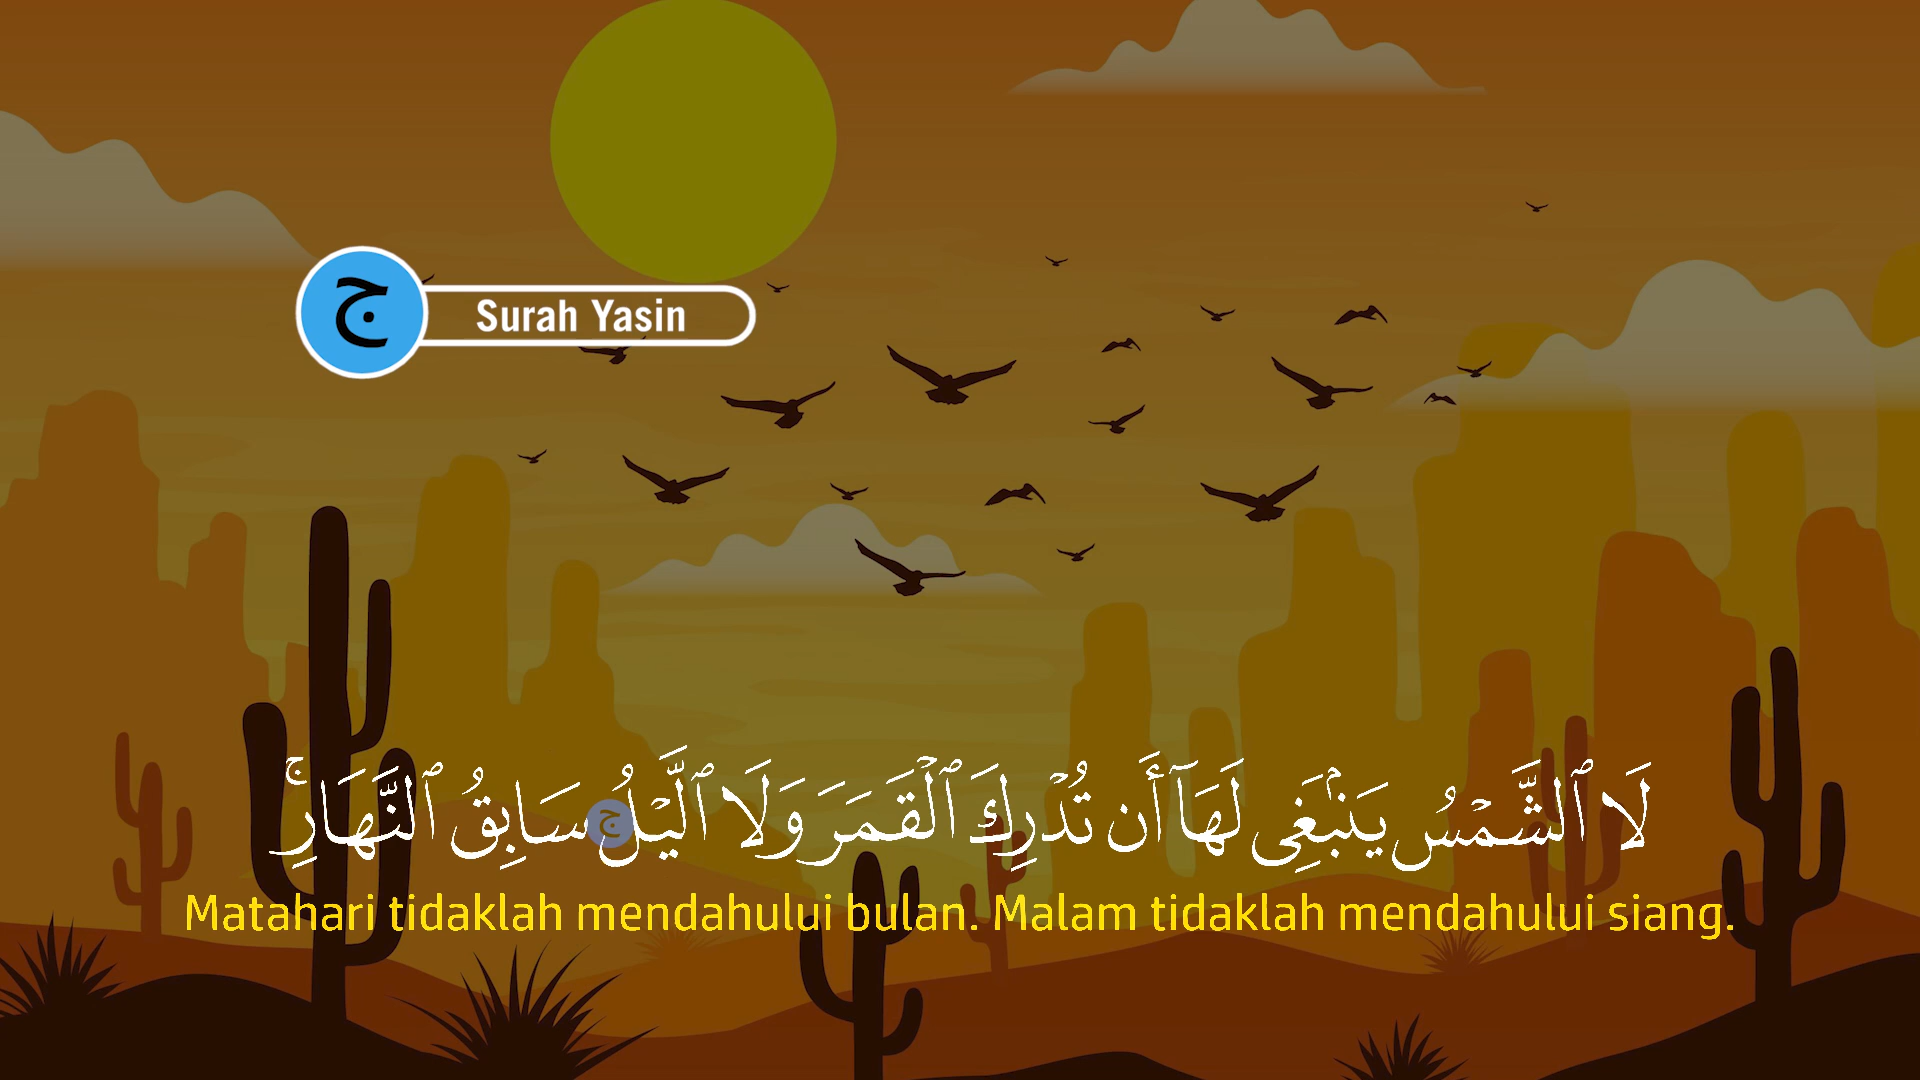 ج
Surah Yasin
لَا ٱلشَّمْسُ يَنۢبَغِى لَهَآ أَن تُدْرِكَ ٱلْقَمَرَ وَلَا ٱلَّيْلُ سَابِقُ ٱلنَّهَارِ ۚ
ج
Matahari tidaklah mendahului bulan. Malam tidaklah mendahului siang.